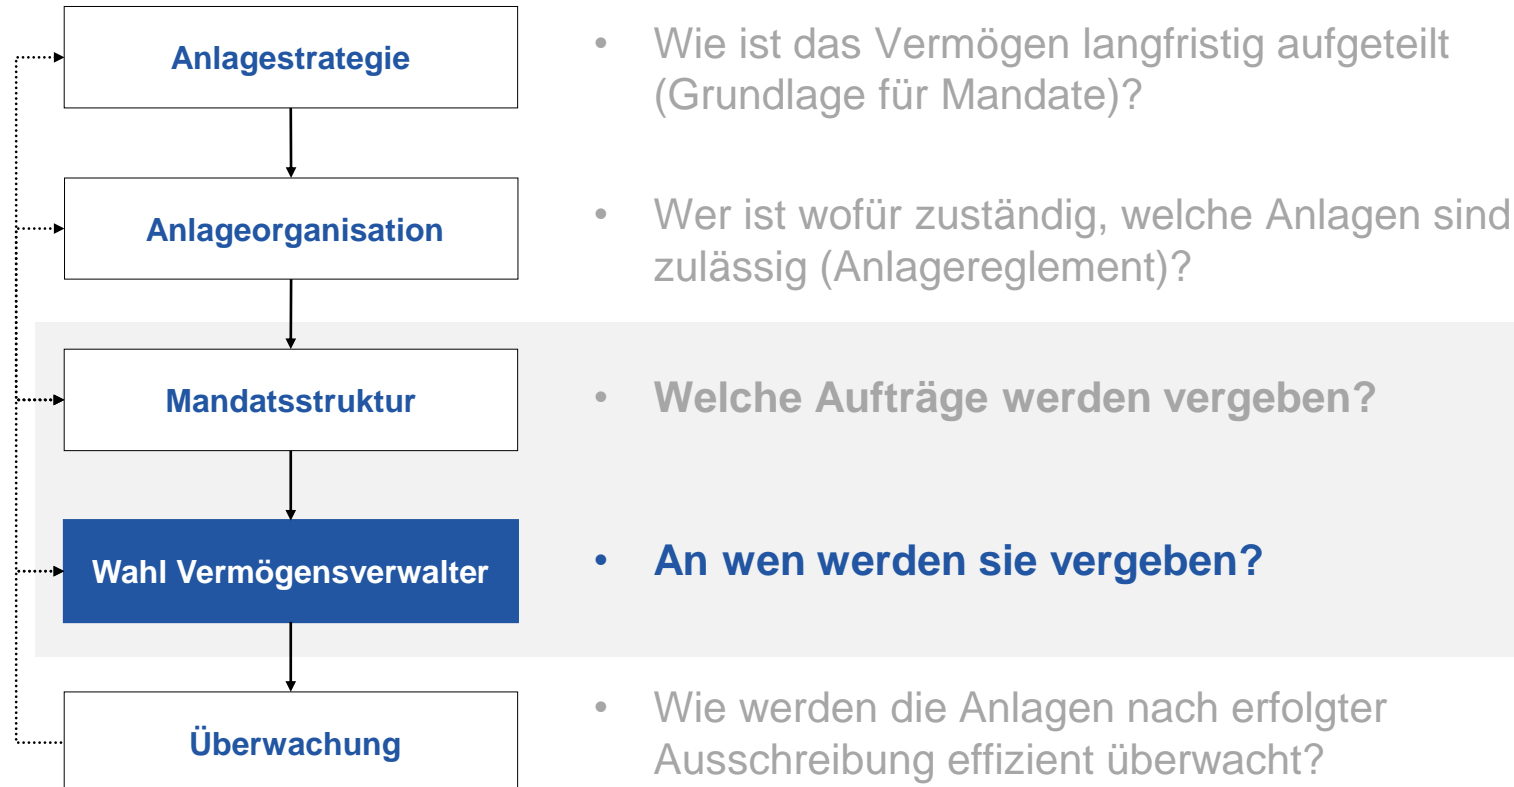 Anlagestrategie
• Wie ist das Vermögen langfristig aufgeteilt
(Grundlage für Mandate)?
Anlageorganisation
• Wer ist wofür zuständig, welche Anlagen sind
zulässig (Anlagereglement)?
Mandatsstruktur
• Welche Aufträge werden vergeben?
Wahl Vermögensverwalter
• An wen werden sie vergeben?
Überwachung
• Wie werden die Anlagen nach erfolgter
Ausschreibung effizient überwacht?